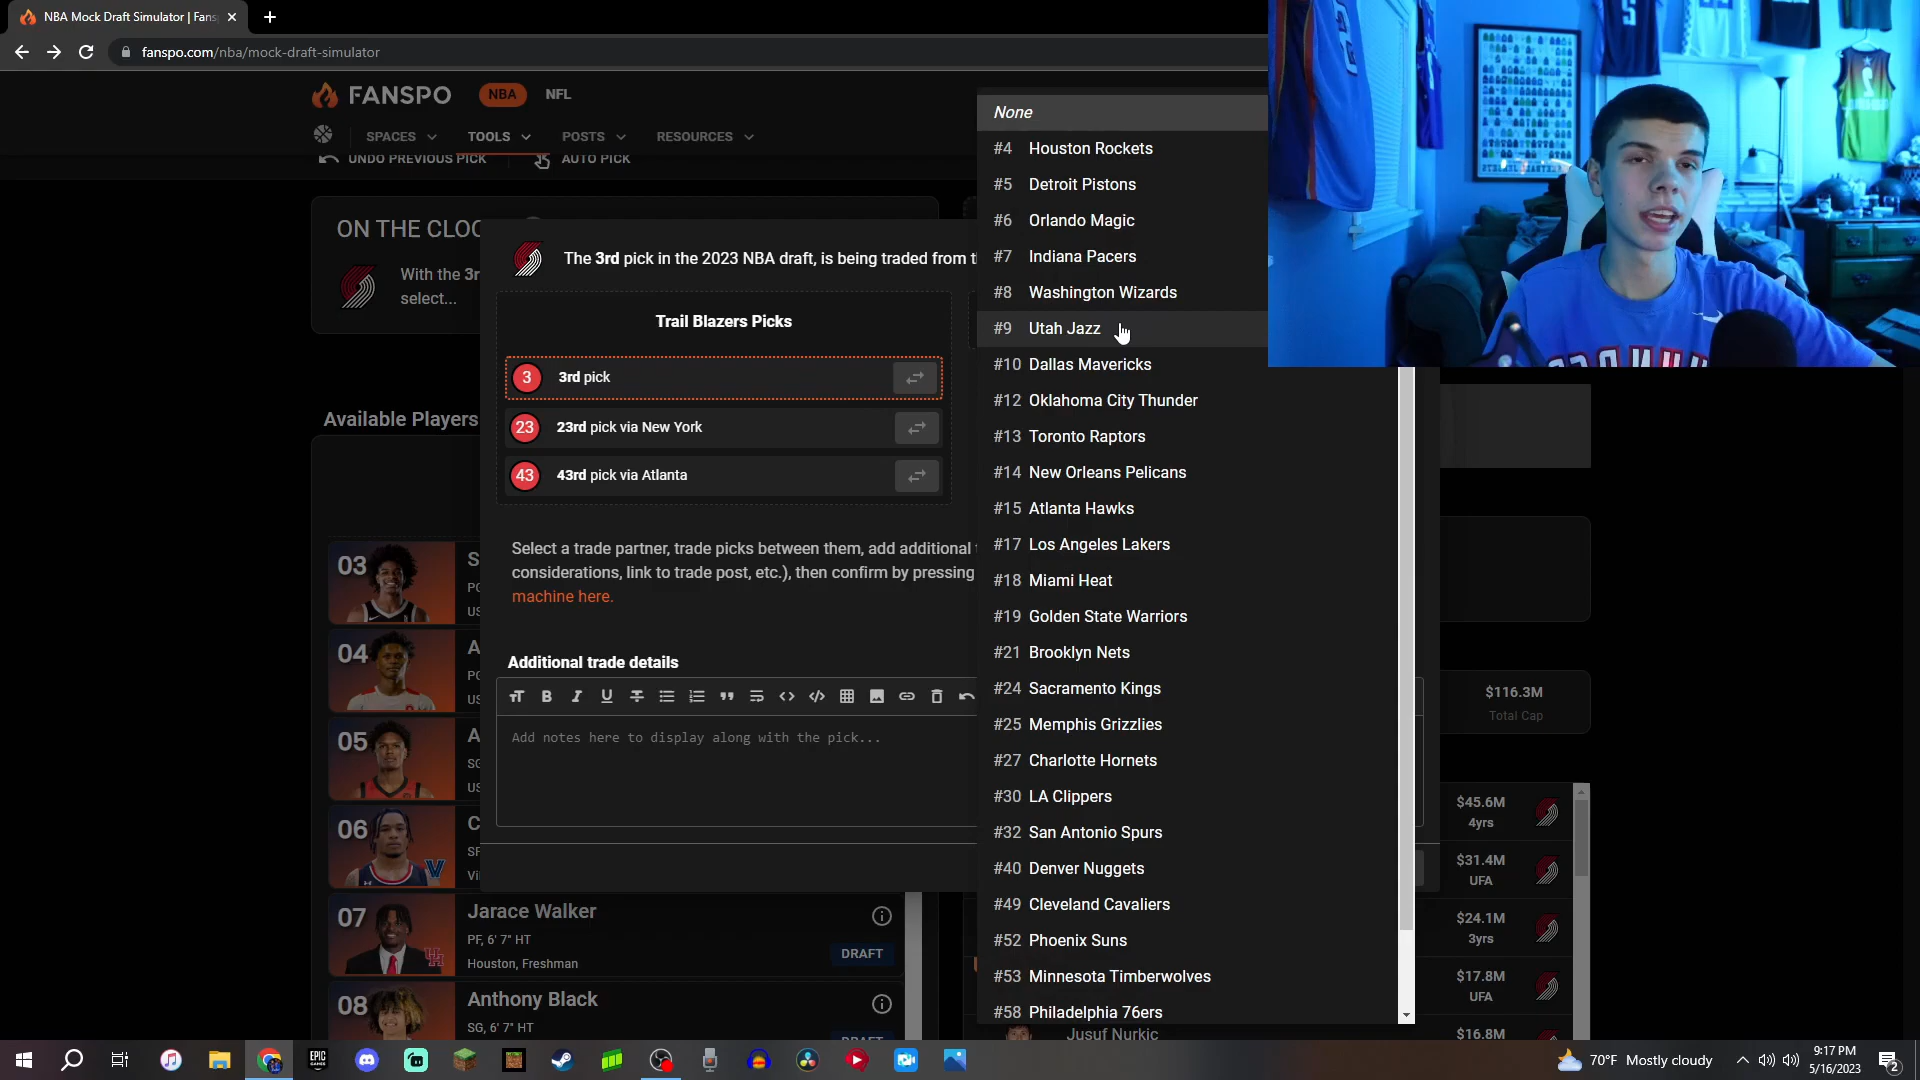 NBA Mock Draft Simulator | Fans
fanspo.com/nba/mock-draft-simulator
FANSPO
NBA
NFL
SPACES
TOOLS
POSTS
RESOURCES
UNDO PREVIOUS PICK
AUTO PICK
ON THE CLOC
With the 3r
select...
The 3rd pick in the 2023 NBA draft, is being traded from t
Trail Blazers Picks
3 3rd pick
23 23rd pick via New York
43 43rd pick via Atlanta
Select a trade partner, trade picks between them, add additional
considerations, link to trade post, etc.), then confirm by pressing
machine here.
Additional trade details
Add notes here to display along with the pick...
None
#4 Houston Rockets
#5 Detroit Pistons
#6 Orlando Magic
#7 Indiana Pacers
#8 Washington Wizards
#9 Utah Jazz
#10 Dallas Mavericks
#12 Oklahoma City Thunder
#13 Toronto Raptors
#14 New Orleans Pelicans
#15 Atlanta Hawks
#17 Los Angeles Lakers
#18 Miami Heat
#19 Golden State Warriors
#21 Brooklyn Nets
#24 Sacramento Kings
#25 Memphis Grizzlies
#27 Charlotte Hornets
#30 LA Clippers
#32 San Antonio Spurs
#40 Denver Nuggets
#49 Cleveland Cavaliers
#52 Phoenix Suns
#53 Minnesota Timberwolves
#58 Philadelphia 76ers
Jusuf Nurkic
Available Players
03 S
PG
US
04 A
PG
US
05 A
SG
US
06 C
SF
Vi
07 Jarace Walker
PF, 6' 7" HT
Houston, Freshman
DRAFT
08 Anthony Black
SG, 6' 7" HT
$116.3M
Total Cap
$45.6M
4yrs
$31.4M
UFA
$24.1M
3yrs
$17.8M
UFA
$16.8M
EPIC GAMES
70°F Mostly cloudy
9:17 PM
5/16/2023
2